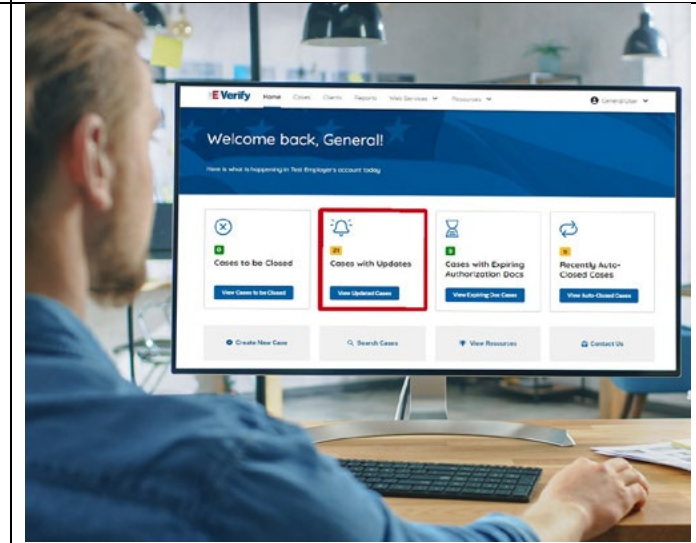 E-Verify Home Cases Clients Reports Web Services Resources General User
Welcome back, General!
Here is what is happening in Test Employer's account today
21
Cases to be Closed
Cases with Updates
Cases with Expiring
Authorization Docs
Recently Auto-
Closed Cases
View Cases to be Closed
View Updated Cases
View Expiring Doc Cases
View Auto-Closed Cases
Create New Case
Search Cases
View Resources
Contact Us